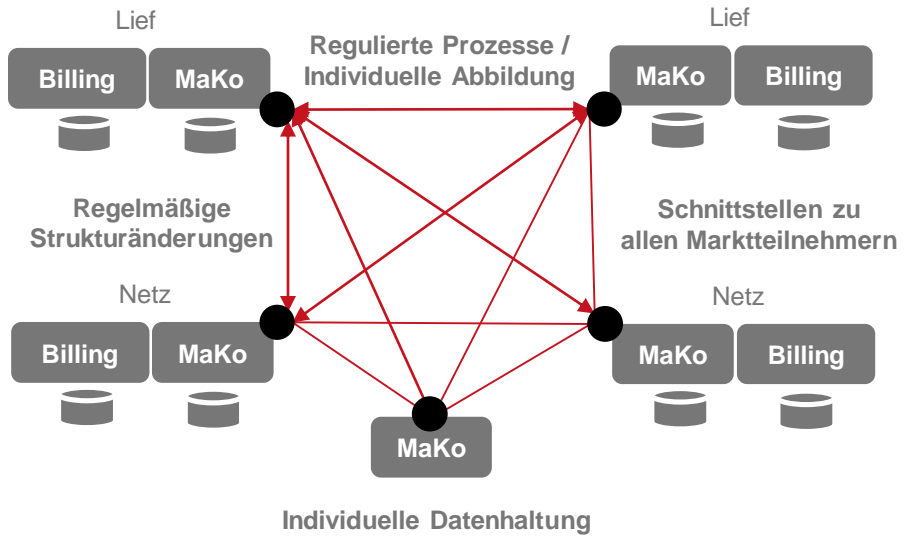 Lief
Lief
Regulierte Prozesse /
Individuelle Abbildung
Billing
MaKo
MaKo
Billing
Regelmäßige
Strukturänderungen
Schnittstellen zu
allen Marktteilnehmern
Netz
Netz
Billing
MaKo
MaKo
Billing
MaKo
Individuelle Datenhaltung